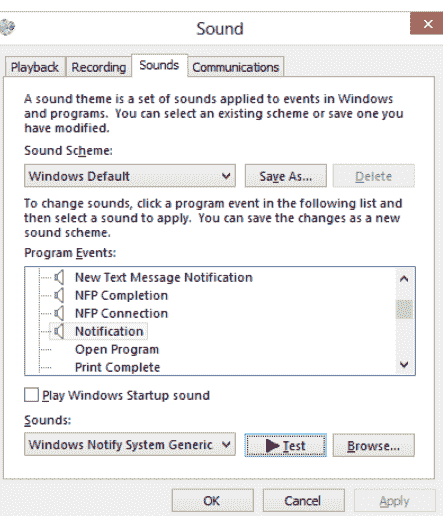 Sound
Playback Recording Sounds Communications
A sound theme is a set of sounds applied to events in Windows
and programs. You can select an existing scheme or save one you
have modified.
Sound Scheme:
Windows Default Save As... Delete
To change sounds, click a program event in the following list and
then select a sound to apply. You can save the changes as a new
sound scheme.
Program Events:
New Text Message Notification
NFP Completion
NFP Connection
Notification
Open Program
Print Complete
Play Windows Startup sound
Sounds:
Windows Notify System Generic Test Browse...
OK Cancel Apply